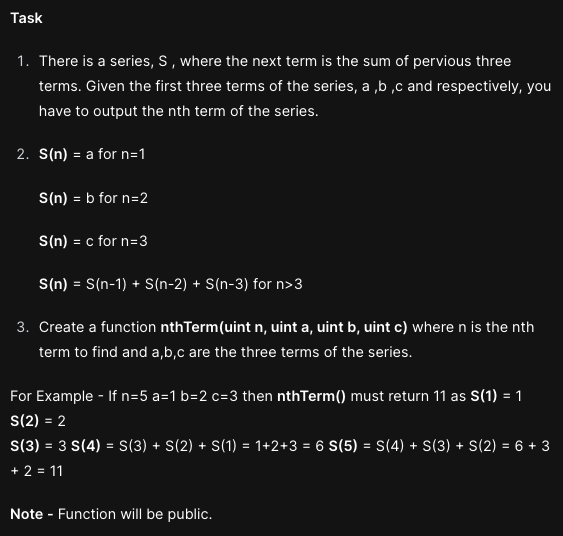 Task
1. There is a series, S , where the next term is the sum of pervious three
terms. Given the first three terms of the series, a ,b ,c and respectively, you
have to output the nth term of the series.
2. S(n) = a for n=1
S(n) = b for n=2
S(n) = c for n=3
S(n) = S(n-1) + S(n-2) + S(n-3) for n>3
3. Create a function nthTerm(uint n, uint a, uint b, uint c) where n is the nth
term to find and a,b,c are the three terms of the series.
For Example - If n=5 a=1 b=2 c=3 then nthTerm() must return 11 as S(1) = 1
S(2) = 2
S(3) = 3 S(4) = S(3) + S(2) + S(1) = 1+2+3 = 6 S(5) = S(4) + S(3) + S(2) = 6 + 3
+ 2 = 11
Note - Function will be public.